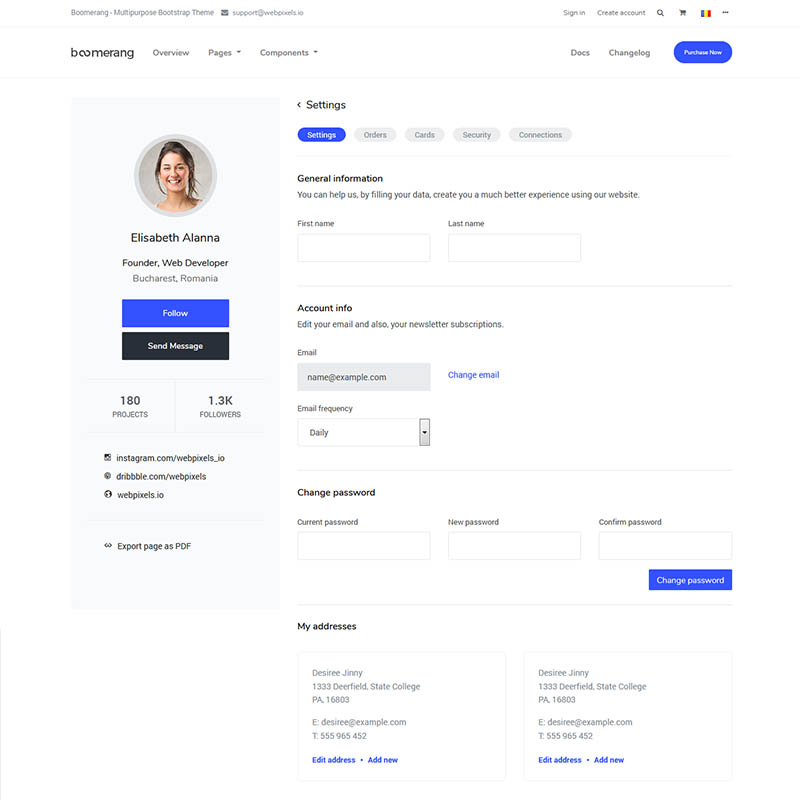 Boomerang - Multipurpose Bootstrap Theme support@webpixels.io Sign in Create account
boomerang Overview Pages Components Docs Changelog Purchase Now
Elisabeth Alanna
Founder, Web Developer
Bucharest, Romania
Follow
Send Message
180 1.3K
PROJECTS FOLLOWERS
instagram.com/webpixels_io
dribbble.com/webpixels
webpixels.io
Export page as PDF
Settings
Settings Orders Cards Security Connections
General information
You can help us, by filling your data, create you a much better experience using our website.
First name Last name
Account info
Edit your email and also, your newsletter subscriptions.
Email
name@example.com Change email
Email frequency
Daily
Change password
Current password New password Confirm password
Change password
My addresses
Desiree Jinny
1333 Deerfield, State College
PA, 16803
E: desiree@example.com
T: 555 965 452
Edit address • Add new
Desiree Jinny
1333 Deerfield, State College
PA, 16803
E: desiree@example.com
T: 555 965 452
Edit address • Add new